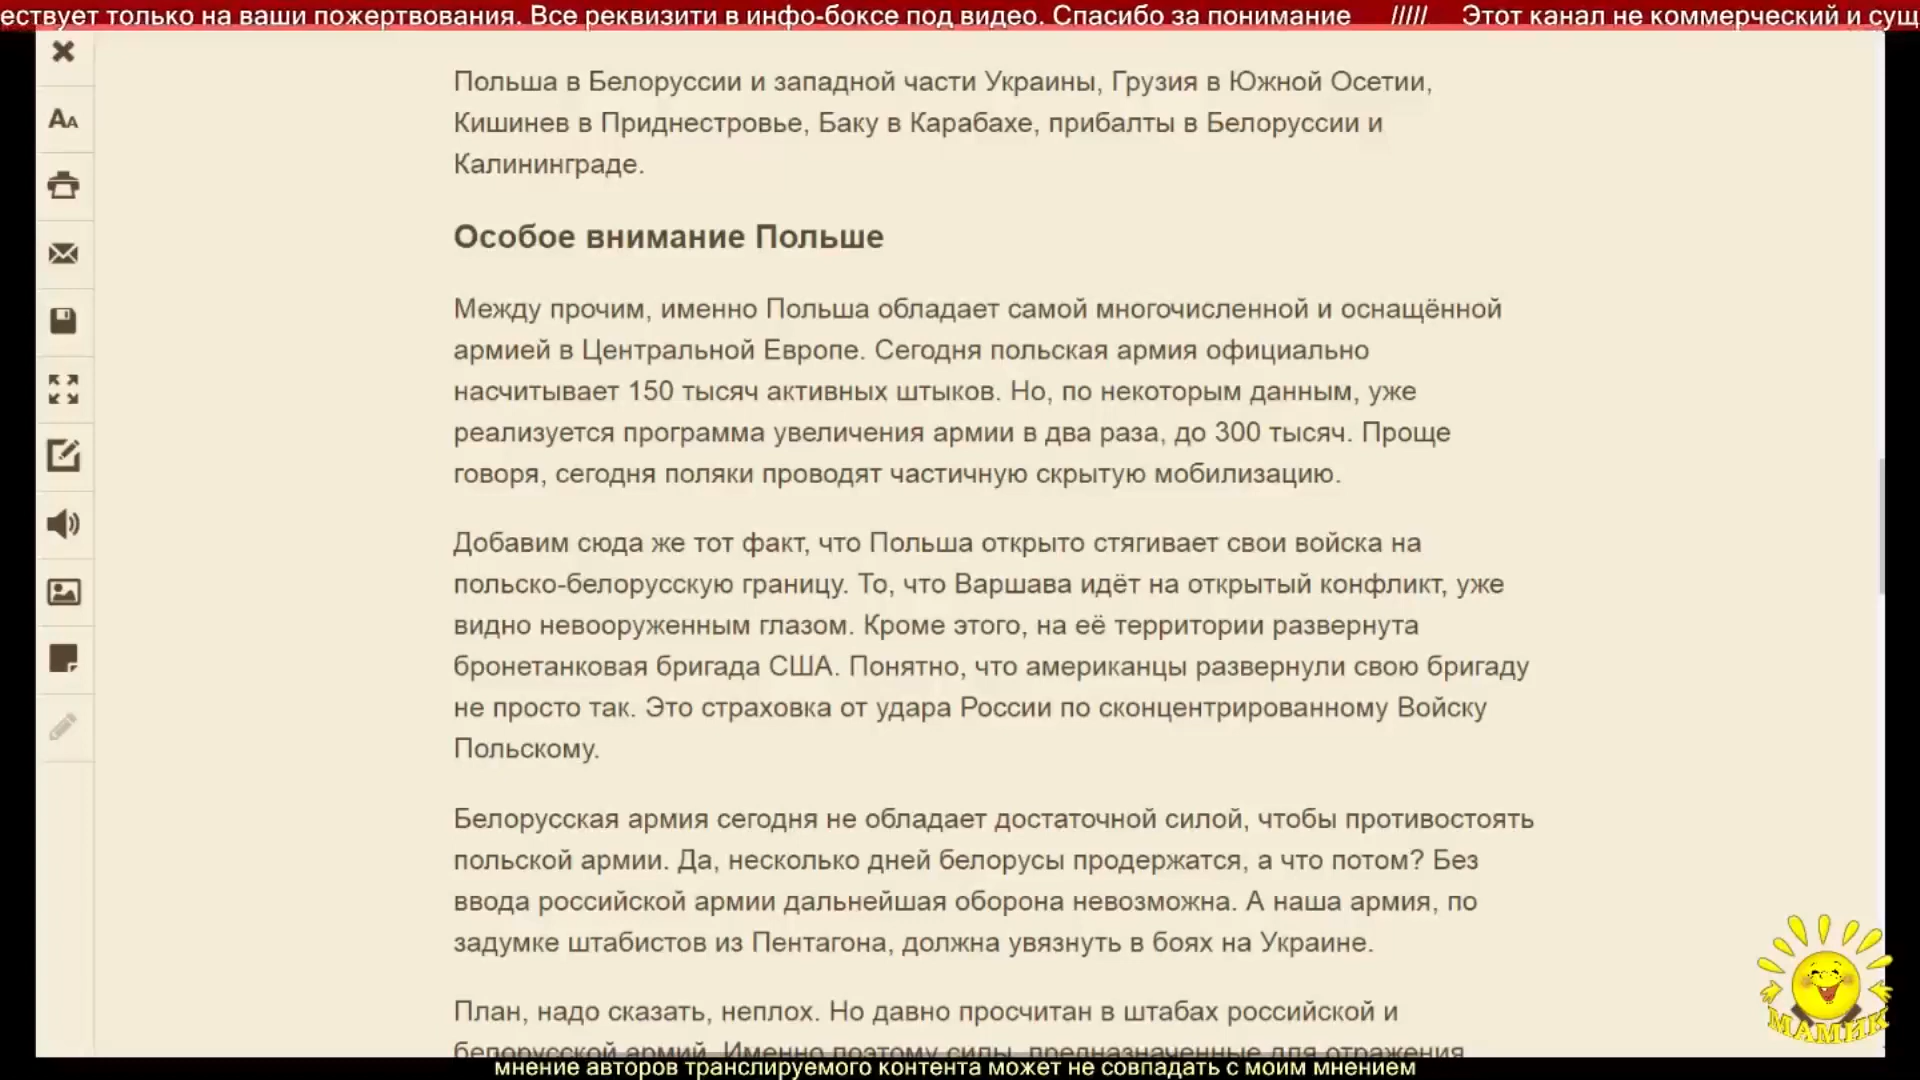 ествует только на ваши пожертвования. Все реквизити в инфо-боксе под видео. Спасибо за понимание ///// Этот канал не коммерческий и сущ
Польша в Белоруссии и западной части Украины, Грузия в Южной Осетии,
Кишинев в Приднестровье, Баку в Карабахе, прибалты в Белоруссии и
Калининграде.
Особое внимание Польше
Между прочим, именно Польша обладает самой многочисленной и оснащённой
армией в Центральной Европе. Сегодня польская армия официально
насчитывает 150 тысяч активных штыков. Но, по некоторым данным, уже
реализуется программа увеличения армии в два раза, до 300 тысяч. Проще
говоря, сегодня поляки проводят частичную скрытую мобилизацию.
Добавим сюда же тот факт, что Польша открыто стягивает свои войска на
польско-белорусскую границу. То, что Варшава идёт на открытый конфликт, уже
видно невооруженным глазом. Кроме этого, на её территории развернута
бронетанковая бригада США. Понятно, что американцы развернули свою бригаду
не просто так. Это страховка от удара России по сконцентрированному Войску
Польскому.
Белорусская армия сегодня не обладает достаточной силой, чтобы противостоять
польской армии. Да, несколько дней белорусы продержатся, а что потом? Без
ввода российской армии дальнейшая оборона невозможна. А наша армия, по
задумке штабистов из Пентагона, должна увязнуть в боях на Украине.
План, надо сказать, неплох. Но давно просчитан в штабах российской и
белорусской армий. Именно поэтому силы, предназначенные для отражения
МАМИК
мнение авторов транслируемого контента может не совпадать с моим мнением